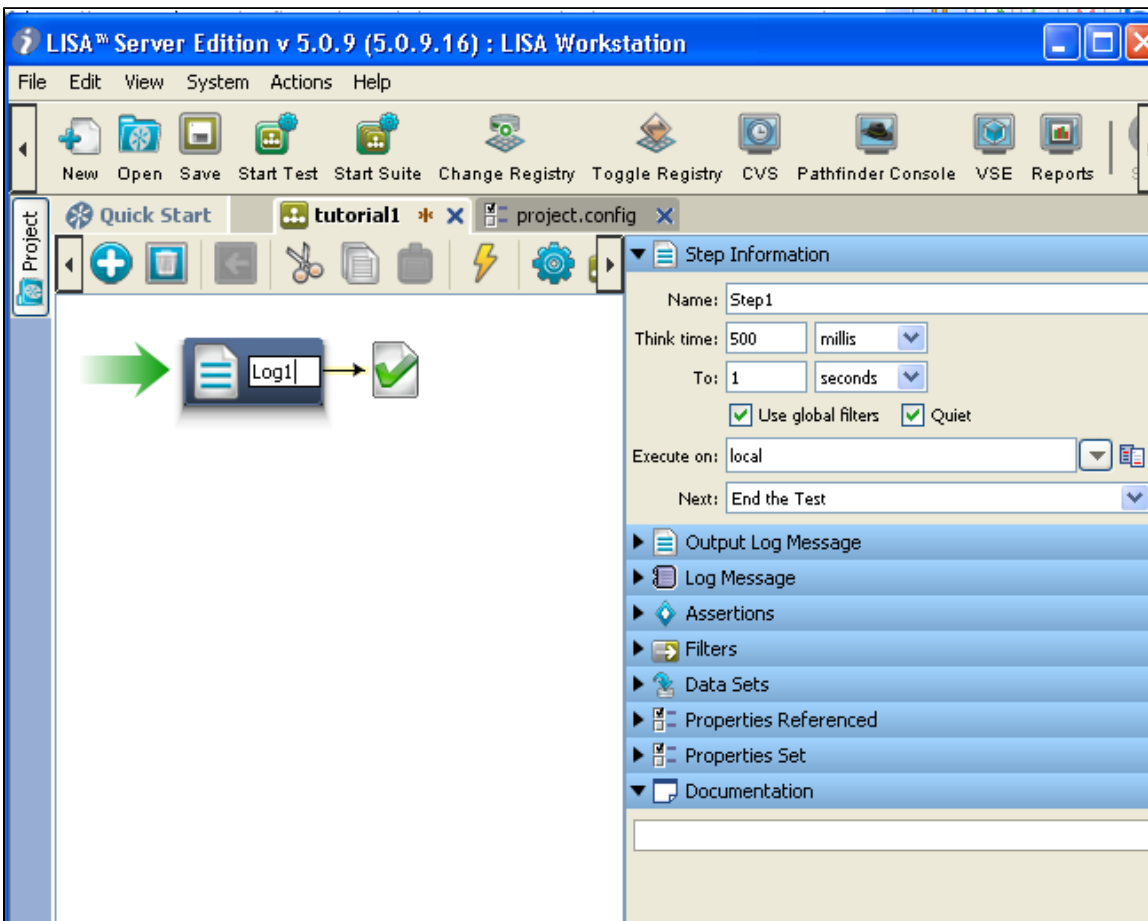 LISA™ Server Edition v 5.0.9 (5.0.9.16) : LISA Workstation
File Edit View System Actions Help
New Open Save Start Test Start Suite Change Registry Toggle Registry CVS Pathfinder Console VSE Reports
Project
Quick Start tutorial1 * project.config
Step Information
Name: Step1
Think time: 500 millis
To: 1 seconds
Use global filters Quiet
Execute on: local
Next: End the Test
Log1
Output Log Message
Log Message
Assertions
Filters
Data Sets
Properties Referenced
Properties Set
Documentation